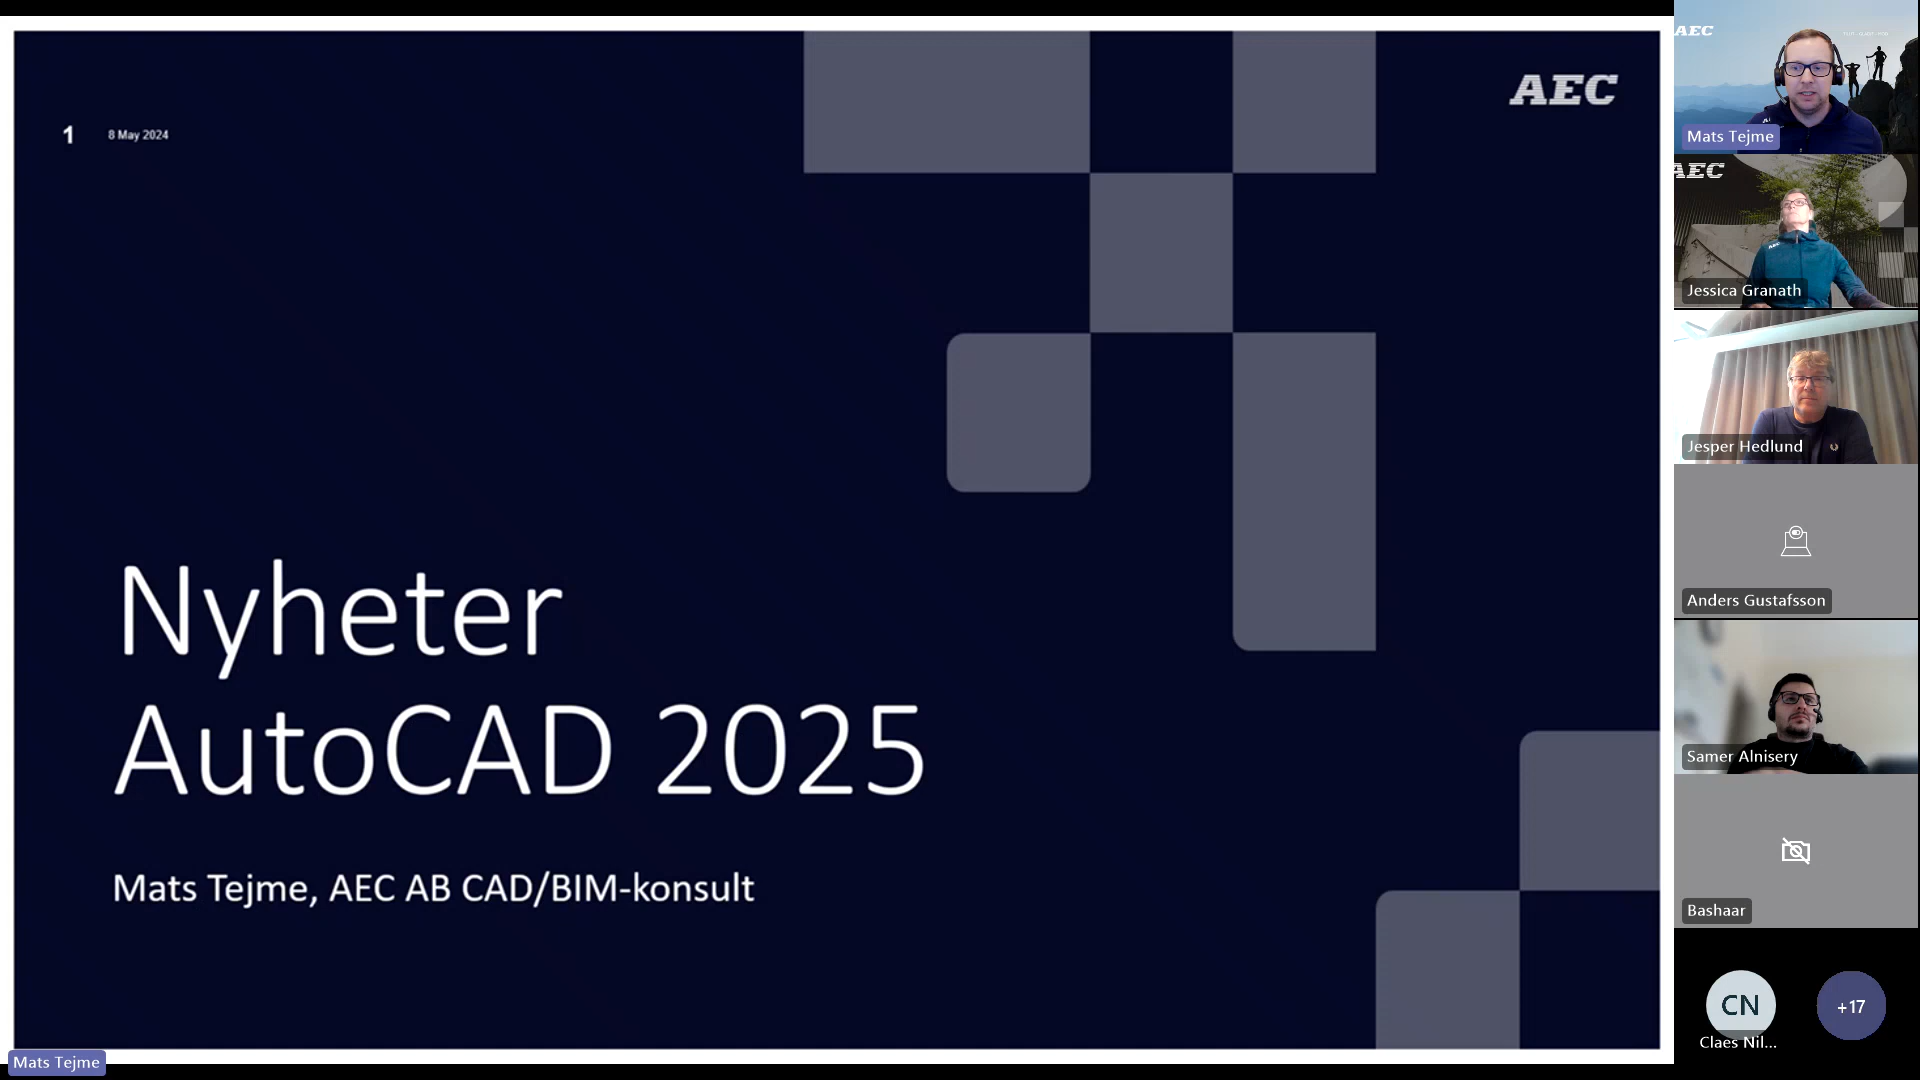 1 8 May 2024
AEC
Nyheter
AutoCAD 2025
Mats Tejme, AEC AB CAD/BIM-konsult
Mats Tejme
AEC
Mats Tejme
AEC
AEC
Jessica Granath
Jesper Hedlund
Anders Gustafsson
Samer Alnisery
Bashaar
CN
Claes Nil...
+17